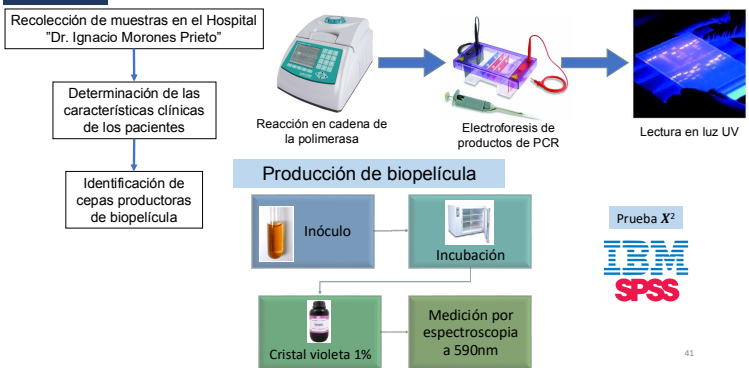 Recolección de muestras en el Hospital
”Dr. Ignacio Morones Prieto”
Determinación de las
características clínicas
de los pacientes
Identificación de
cepas productoras
de biopelícula
Reacción en cadena de
la polimerasa
Electroforesis de
productos de PCR
Lectura en luz UV
Producción de biopelícula
Inóculo
Incubación
Cristal violeta 1%
Medición por
espectroscopia
a 590nm
Prueba X²
IBM
SPSS
41